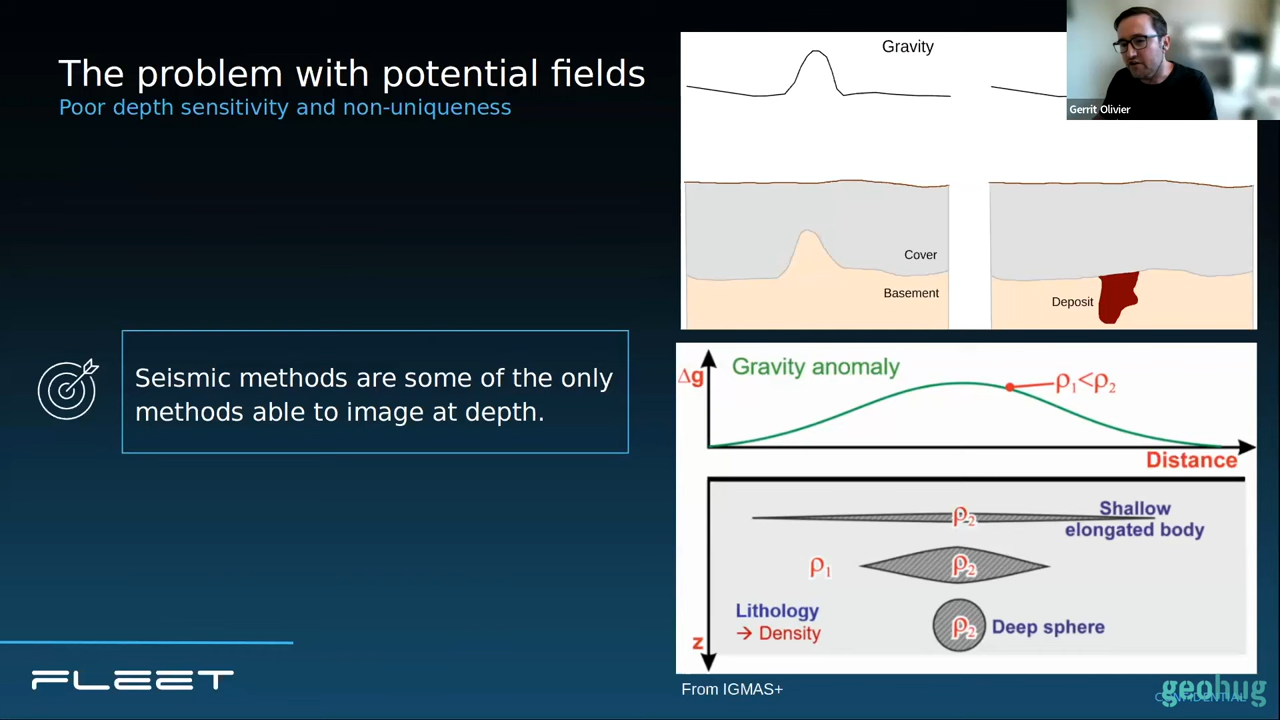 The problem with potential fields
Poor depth sensitivity and non-uniqueness
Seismic methods are some of the only
methods able to image at depth.
FLEET
Gravity
Gerrit Olivier
Cover
Basement
Deposit
Δg
Gravity anomaly
ρ1<ρ2
Distance
ρ2
Shallow
elongated body
ρ1
ρ2
Lithology
→ Density
ρ2
Deep sphere
z
From IGMAS+
CONFIDENTIAL
geohug